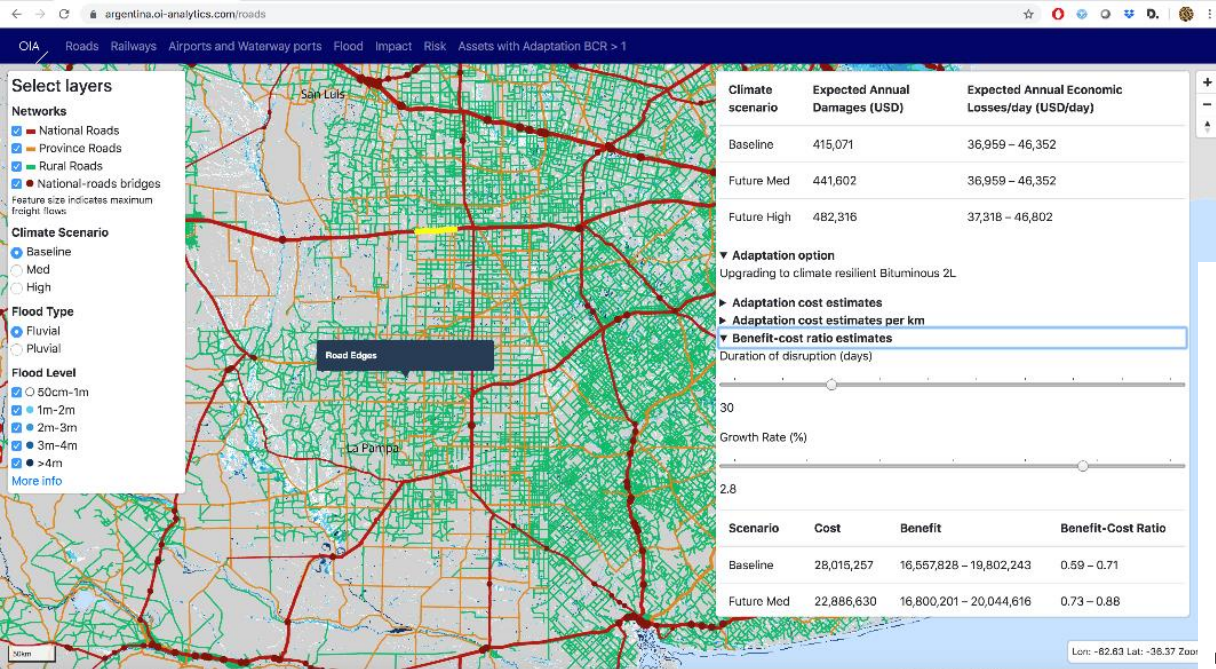 argentina.oi-analytics.com/roads
OIA Roads Railways Airports and Waterway ports Flood Impact Risk Assets with Adaptation BCR > 1
Select layers
Networks
National Roads
Province Roads
Rural Roads
National-roads bridges
Feature size indicates maximum
freight flows
Climate Scenario
Baseline
Med
High
Flood Type
Fluvial
Pluvial
Flood Level
50cm-1m
1m-2m
2m-3m
3m-4m
>4m
More info
50km
San Luis
Road Edges
La Pampa
Climate scenario Expected Annual Damages (USD) Expected Annual Economic Losses/day (USD/day)
Baseline 415,071 36,959 – 46,352
Future Med 441,602 36,959 – 46,352
Future High 482,316 37,318 – 46,802
▼ Adaptation option
Upgrading to climate resilient Bituminous 2L
▶ Adaptation cost estimates
▶ Adaptation cost estimates per km
▼ Benefit-cost ratio estimates
Duration of disruption (days)
30
Growth Rate (%)
2.8
Scenario Cost Benefit Benefit-Cost Ratio
Baseline 28,015,257 16,557,828 – 19,802,243 0.59 – 0.71
Future Med 22,886,630 16,800,201 – 20,044,616 0.73 – 0.88
Lon: -62.63 Lat: -36.37 Zoo